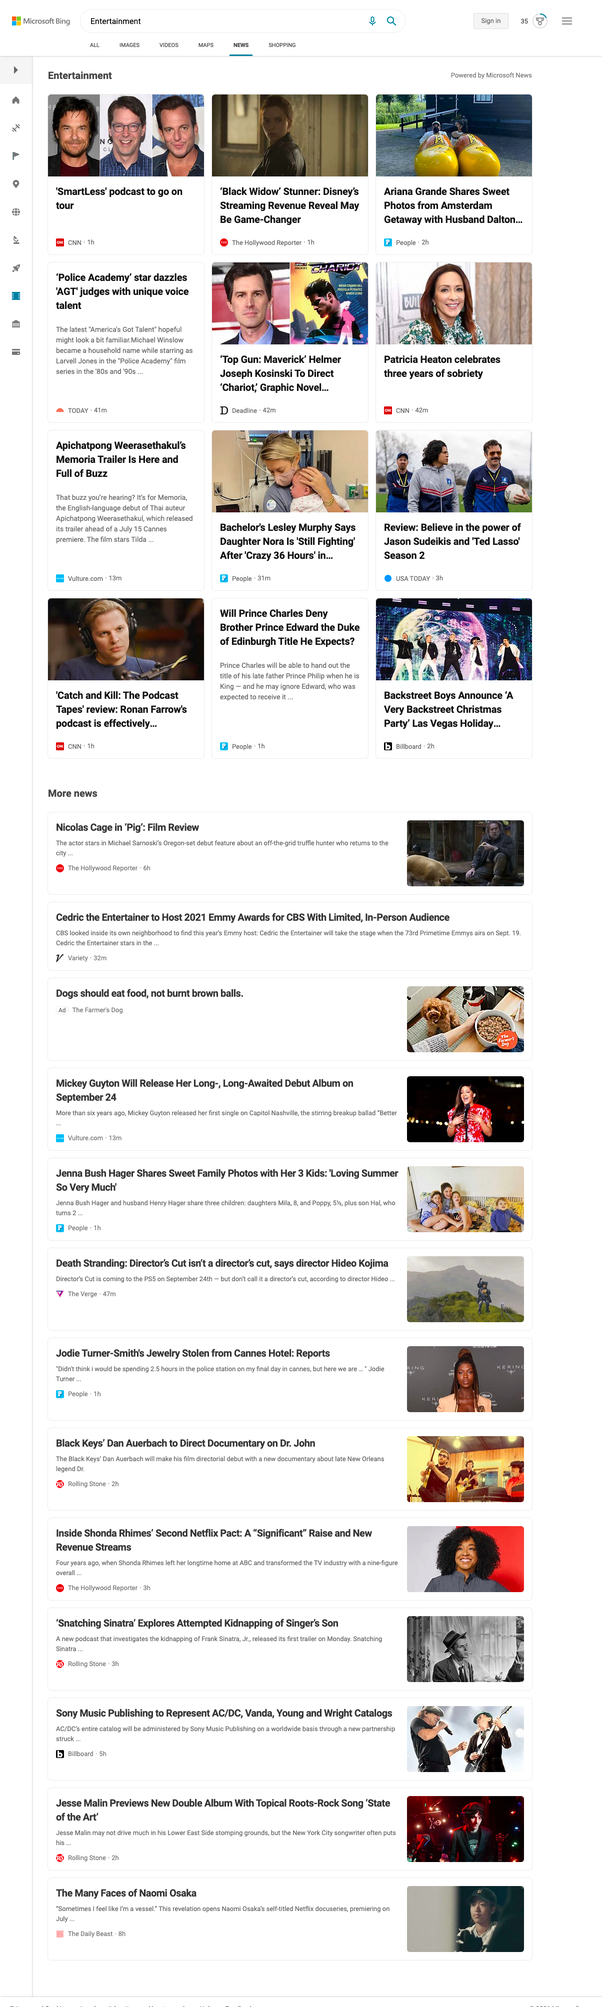 Microsoft Bing
Entertainment
Sign in
35
ALL
IMAGES
VIDEOS
MAPS
NEWS
SHOPPING
Entertainment
Powered by Microsoft News
'SmartLess' podcast to go on
tour
CNN · 1h
'Black Widow' Stunner: Disney's
Streaming Revenue Reveal May
Be Game-Changer
The Hollywood Reporter · 1h
Ariana Grande Shares Sweet
Photos from Amsterdam
Getaway with Husband Dalton...
People · 2h
'Police Academy' star dazzles
'AGT' judges with unique voice
talent
The latest "America's Got Talent" hopeful
might look a bit familiar.Michael Winslow
became a household name while starring as
Larvell Jones in the "Police Academy" film
series in the '80s and '90s ...
TODAY · 41m
'Top Gun: Maverick' Helmer
Joseph Kosinski To Direct
'Chariot,' Graphic Novel...
Deadline · 42m
Patricia Heaton celebrates
three years of sobriety
CNN · 42m
Apichatpong Weerasethakul's
Memoria Trailer Is Here and
Full of Buzz
That buzz you're hearing? It's for Memoria,
the English-language debut of Thai auteur
Apichatpong Weerasethakul, which released
its trailer ahead of a July 15 Cannes
premiere. The film stars Tilda ...
Vulture.com · 13m
Bachelor's Lesley Murphy Says
Daughter Nora Is 'Still Fighting'
After 'Crazy 36 Hours' in...
People · 31m
Review: Believe in the power of
Jason Sudeikis and 'Ted Lasso'
Season 2
USA TODAY · 3h
'Catch and Kill: The Podcast
Tapes' review: Ronan Farrow's
podcast is effectively...
CNN · 1h
Will Prince Charles Deny
Brother Prince Edward the Duke
of Edinburgh Title He Expects?
Prince Charles will be able to hand out the
title of his late father Prince Philip when he is
King — and he may ignore Edward, who was
expected to receive it ...
People · 1h
Backstreet Boys Announce 'A
Very Backstreet Christmas
Party' Las Vegas Holiday...
Billboard · 2h
More news
Nicolas Cage in 'Pig': Film Review
The actor stars in Michael Sarnoski's Oregon-set debut feature about an off-the-grid truffle hunter who returns to the
city ...
The Hollywood Reporter · 6h
Cedric the Entertainer to Host 2021 Emmy Awards for CBS With Limited, In-Person Audience
CBS looked inside its own neighborhood to find this year's Emmy host: Cedric the Entertainer will take the stage when the 73rd Primetime Emmys airs on Sept. 19.
Cedric the Entertainer stars in the ...
Variety · 32m
Dogs should eat food, not burnt brown balls.
Ad The Farmer's Dog
Mickey Guyton Will Release Her Long-, Long-Awaited Debut Album on
September 24
More than six years ago, Mickey Guyton released her first single on Capitol Nashville, the stirring breakup ballad "Better
...
Vulture.com · 13m
Jenna Bush Hager Shares Sweet Family Photos with Her 3 Kids: 'Loving Summer
So Very Much'
Jenna Bush Hager and husband Henry Hager share three children: daughters Mila, 8, and Poppy, 5½, plus son Hal, who
turns 2 ...
People · 1h
Death Stranding: Director's Cut isn't a director's cut, says director Hideo Kojima
Director's Cut is coming to the PS5 on September 24th — but don't call it a director's cut, according to director Hideo ...
The Verge · 47m
Jodie Turner-Smith's Jewelry Stolen from Cannes Hotel: Reports
"Didn't think i would be spending 2.5 hours in the police station on my final day in cannes, but here we are ... " Jodie
Turner ...
People · 1h
Black Keys' Dan Auerbach to Direct Documentary on Dr. John
The Black Keys' Dan Auerbach will make his film directorial debut with a new documentary about late New Orleans
legend Dr.
Rolling Stone · 2h
Inside Shonda Rhimes' Second Netflix Pact: A "Significant" Raise and New
Revenue Streams
Four years ago, when Shonda Rhimes left her longtime home at ABC and transformed the TV industry with a nine-figure
overall ...
The Hollywood Reporter · 3h
'Snatching Sinatra' Explores Attempted Kidnapping of Singer's Son
A new podcast that investigates the kidnapping of Frank Sinatra, Jr., released its first trailer on Monday. Snatching
Sinatra ...
Rolling Stone · 3h
Sony Music Publishing to Represent AC/DC, Vanda, Young and Wright Catalogs
AC/DC's entire catalog will be administered by Sony Music Publishing on a worldwide basis through a new partnership
struck ...
Billboard · 5h
Jesse Malin Previews New Double Album With Topical Roots-Rock Song 'State
of the Art'
Jesse Malin may not drive much in his Lower East Side stomping grounds, but the New York City songwriter often puts
his ...
Rolling Stone · 2h
The Many Faces of Naomi Osaka
"Sometimes I feel like I'm a vessel." This revelation opens Naomi Osaka's self-titled Netflix docuseries, premiering on
July ...
The Daily Beast · 8h